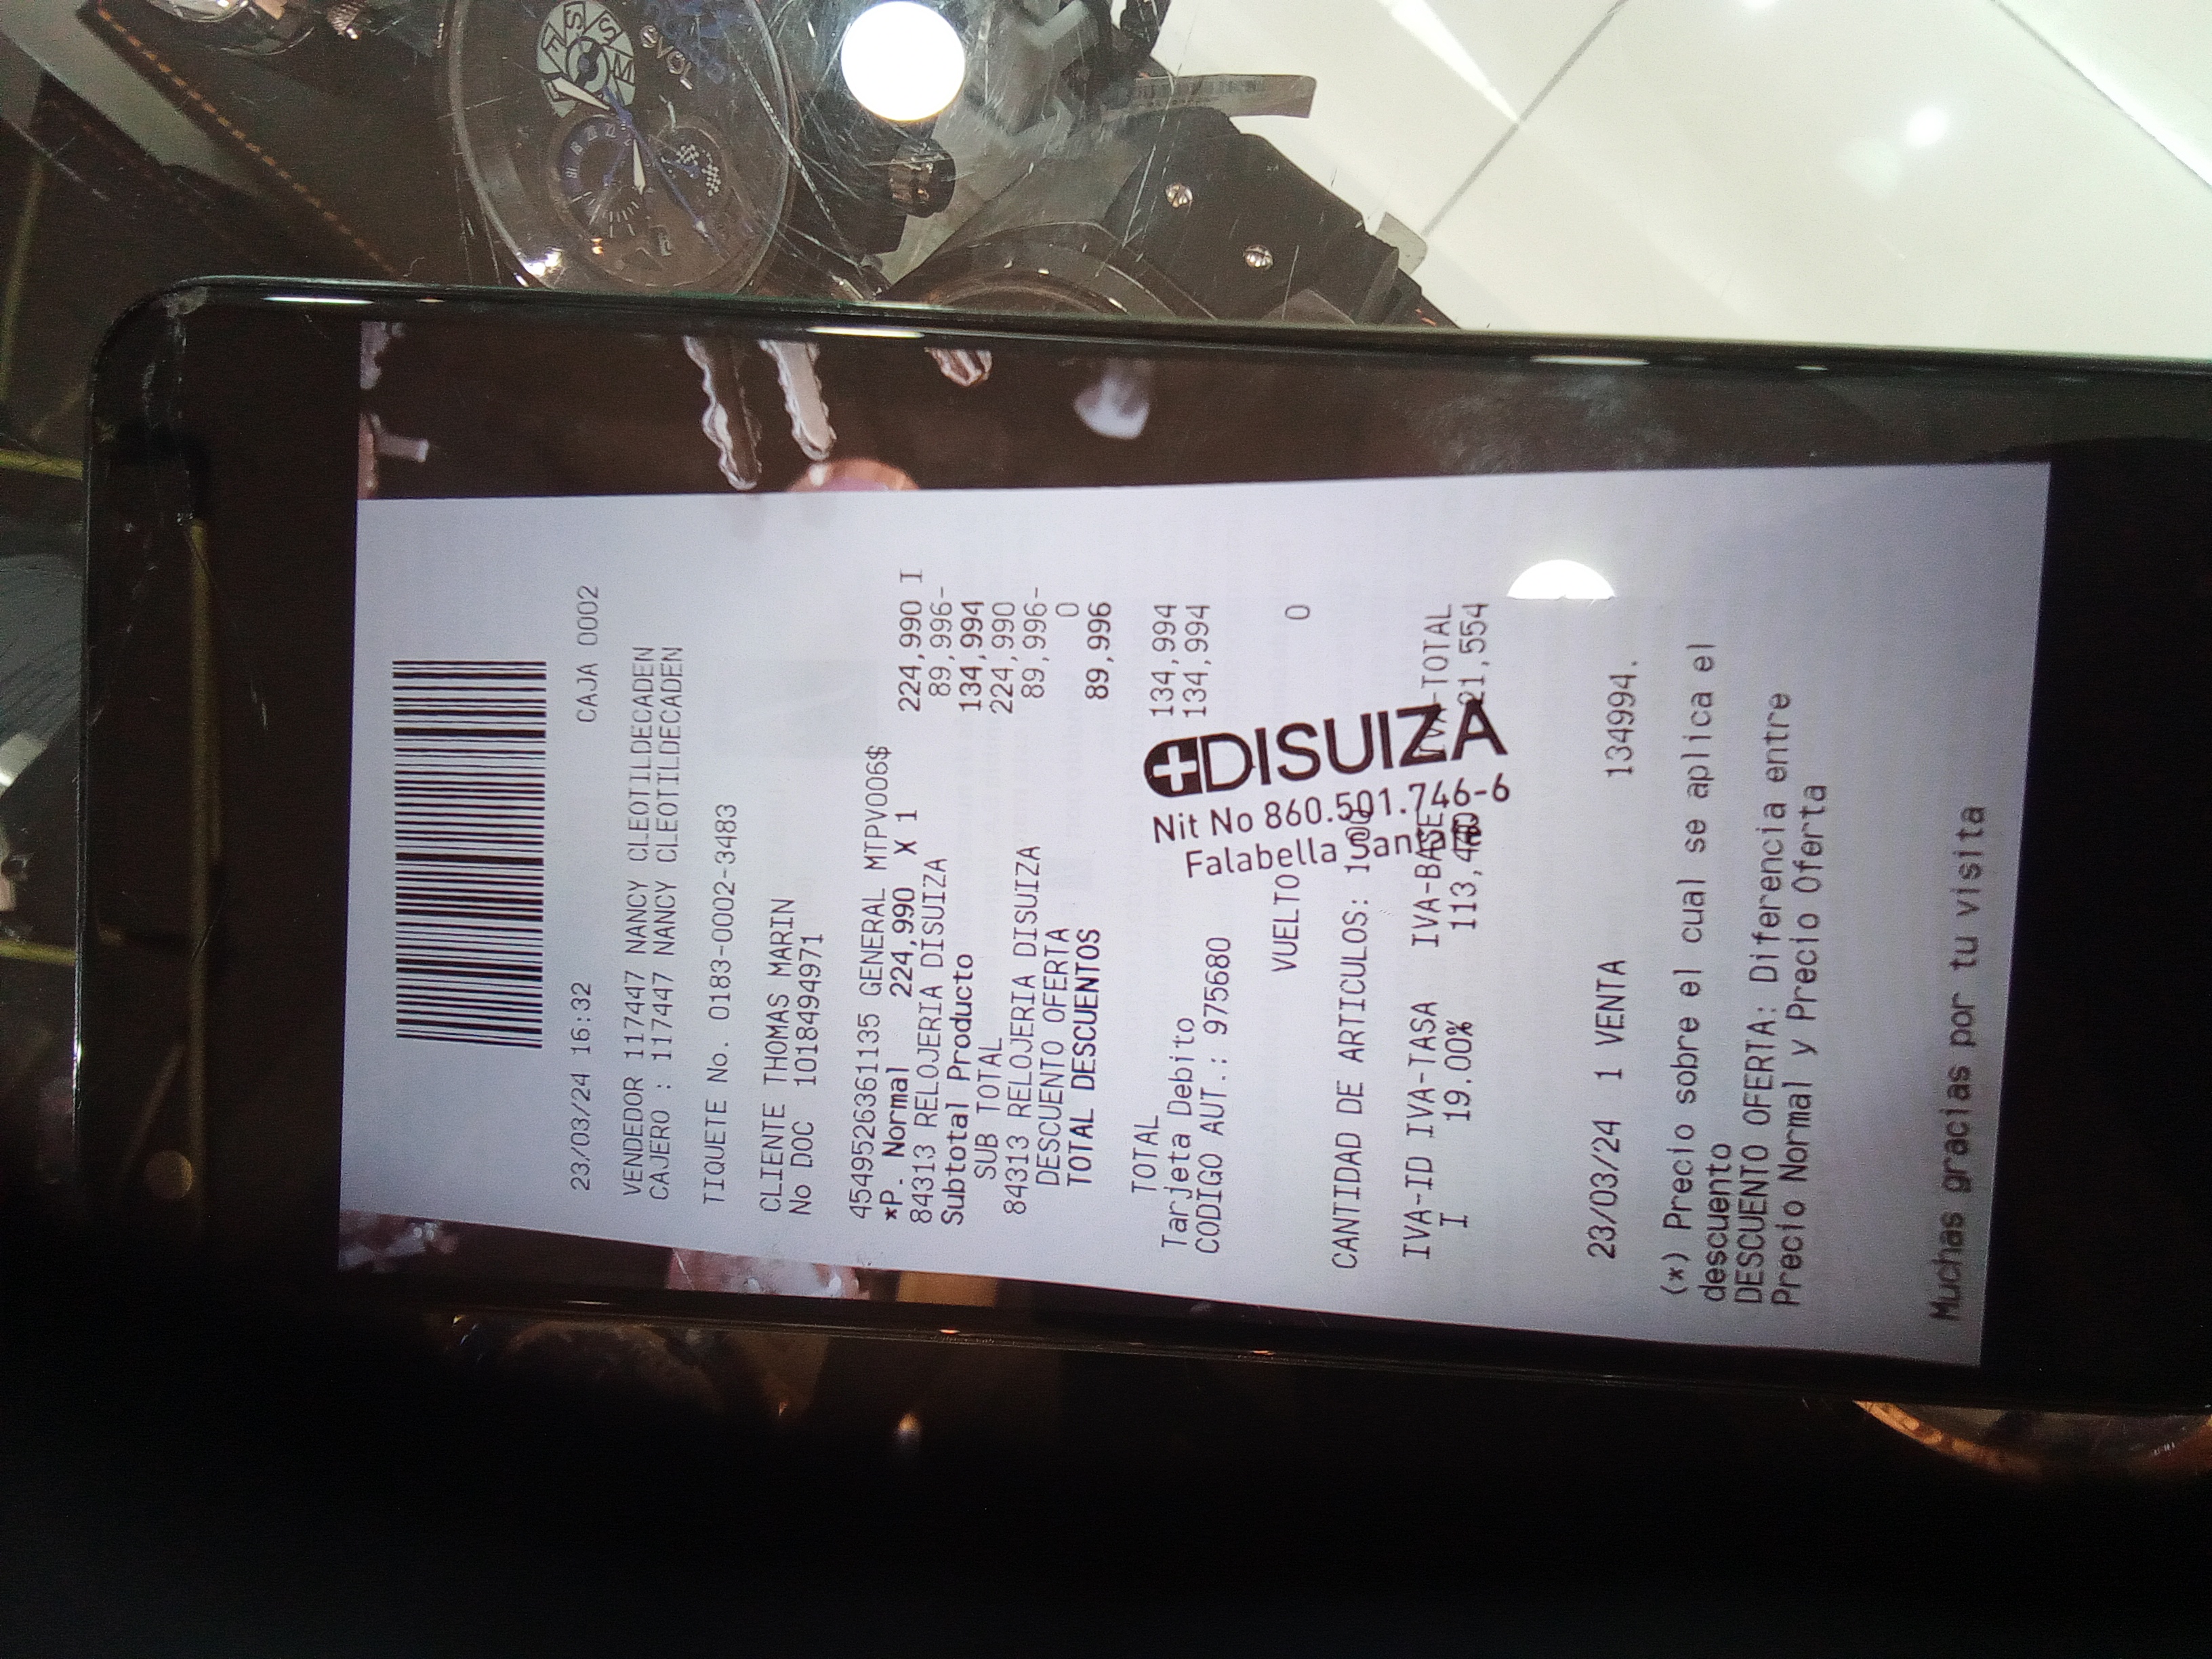 EVOL
23/03/24 16:32 CAJA 0002
VENDEDOR 117447 NANCY CLEOTILDECADEN
CAJERO : 117447 NANCY CLEOTILDECADEN
TIQUETE No. 0183-0002-3483
CLIENTE THOMAS MARIN
No DOC 1018494971
4549526361135 GENERAL MTPV006$
*P. Normal 224,990 X 1 224,990 I
84313 RELOJERIA DISUIZA 89,996-
Subtotal Producto 134,994
SUB TOTAL 224,990
84313 RELOJERIA DISUIZA 89,996-
DESCUENTO OFERTA 0
TOTAL DESCUENTOS 89,996
TOTAL 134,994
Tarjeta Debito 134,994
CODIGO AUT.: 975680
DISUIZA
Nit No 860.501.746-6
Falabella
VUELTO 0
CANTIDAD DE ARTICULOS:
IVA-ID IVA-TASA IVA-BASE IVA-TOTAL
I 19.00% 21,554
23/03/24 1 VENTA 134994.
(*) Precio sobre el cual se aplica el
descuento
DESCUENTO OFERTA: Diferencia entre
Precio Normal y Precio Oferta
Muchas gracias por tu visita